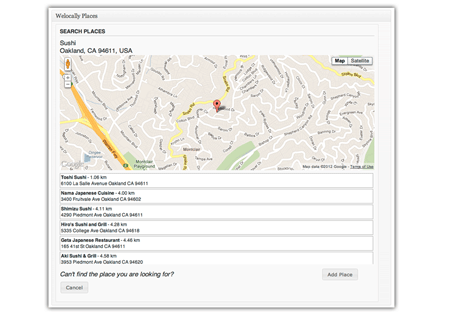 Welocally Places
SEARCH PLACES
Sushi
Oakland, CA 94611, USA
Map Satellite
Montclair
Montclair
Playground
Google
Map data ©2012 Google - Terms of Use
Toshi Sushi - 1.08 km
6100 La Salle Avenue Oakland CA 94611
Nama Japanese Cuisine - 4.00 km
3400 Fruitvale Ave Oakland CA 94602
Shimizu Sushi - 4.11 km
4290 Piedmont Ave Oakland CA 94611
Hiro's Sushi and Grill - 4.28 km
5335 College Ave Oakland CA 94618
Geta Japanese Restaurant - 4.46 km
165 41st St Oakland CA 94611
Aki Sushi & Grill - 4.58 km
3953 Piedmont Ave Oakland CA 94620
Can't find the place you are looking for?
Add Place
Cancel